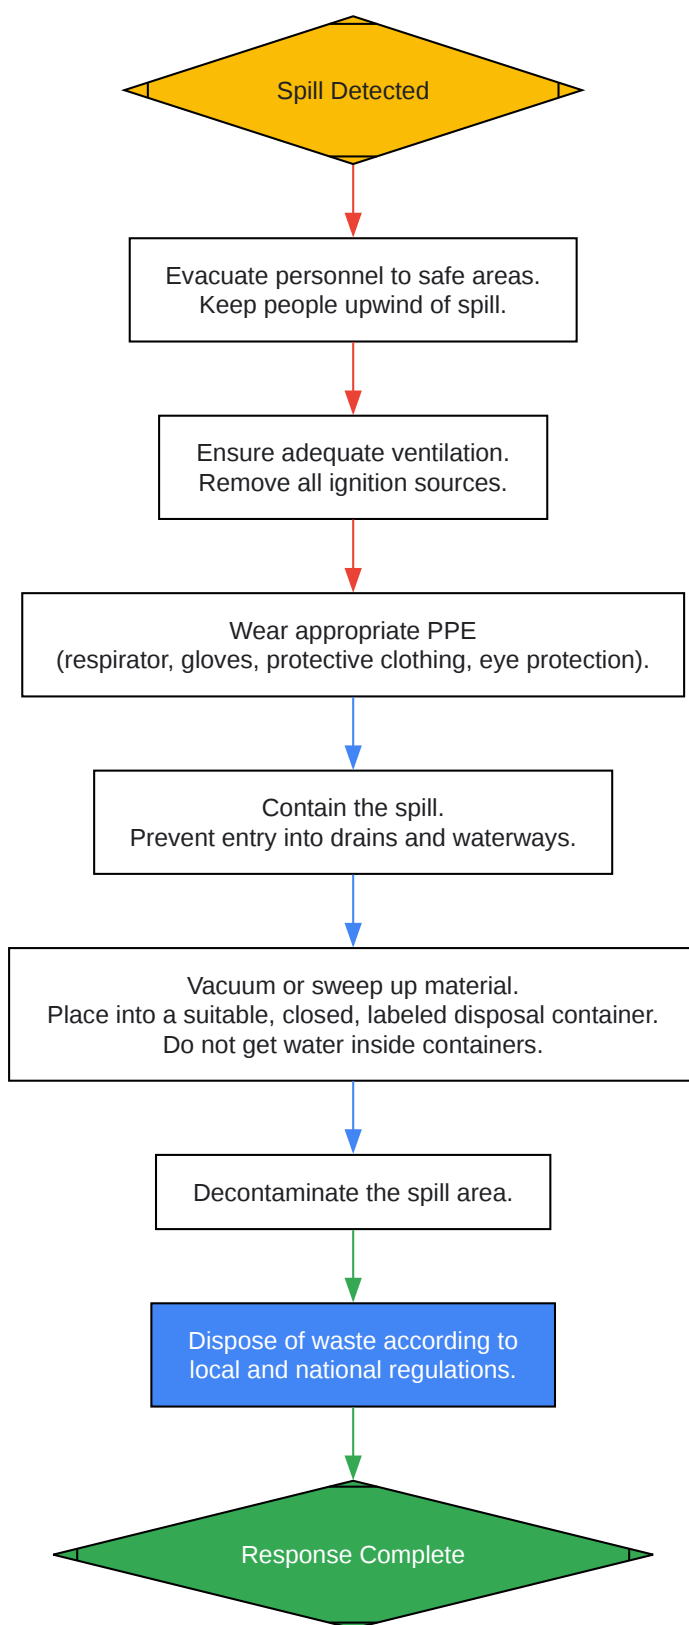 Spill Detected
Evacuate personnel to safe areas.
Keep people upwind of spill.
Ensure adequate ventilation.
Remove all ignition sources.
Wear appropriate PPE
(respirator, gloves, protective clothing, eye protection).
Contain the spill.
Prevent entry into drains and waterways.
Vacuum or sweep up material.
Place into a suitable, closed, labeled disposal container.
Do not get water inside containers.
Decontaminate the spill area.
Dispose of waste according to
local and national regulations.
Response Complete